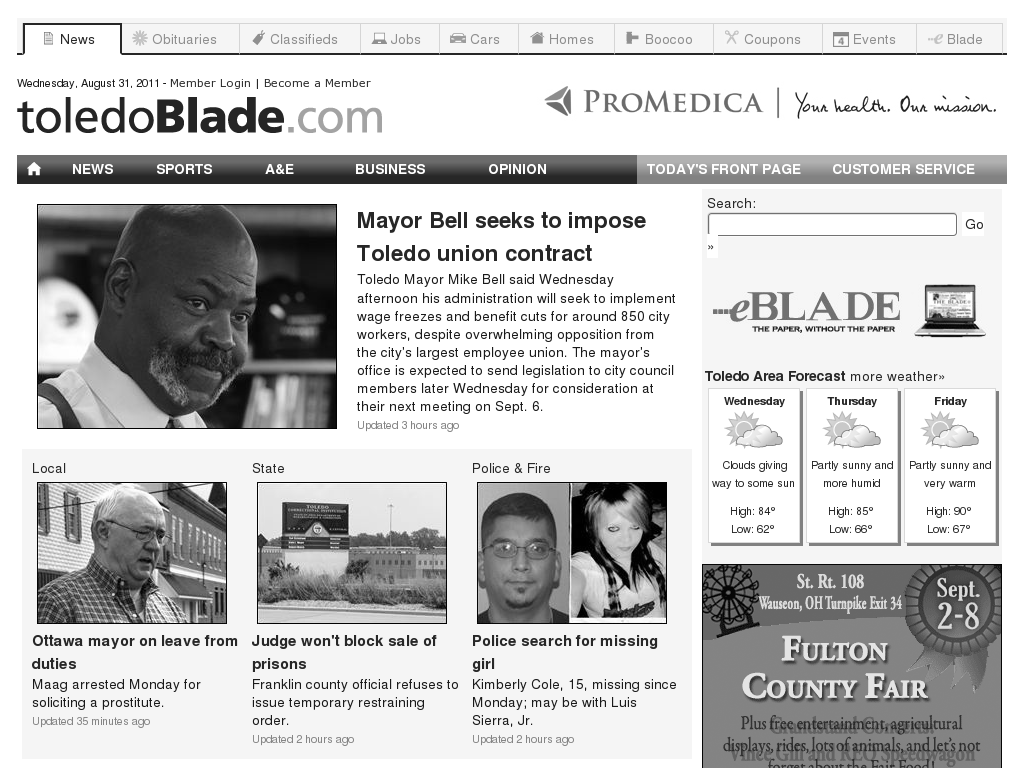 News
Obituaries
Classifieds
Jobs
Cars
Homes
Boocoo
Coupons
4 Events
e Blade
Wednesday, August 31, 2011 - Member Login | Become a Member
toledoBlade.com
PROMEDICA | Your health. Our mission.
NEWS SPORTS A&E BUSINESS OPINION TODAY'S FRONT PAGE CUSTOMER SERVICE
Mayor Bell seeks to impose
Toledo union contract
Toledo Mayor Mike Bell said Wednesday
afternoon his administration will seek to implement
wage freezes and benefit cuts for around 850 city
workers, despite overwhelming opposition from
the city's largest employee union. The mayor's
office is expected to send legislation to city council
members later Wednesday for consideration at
their next meeting on Sept. 6.
Updated 3 hours ago
Local
Ottawa mayor on leave from
duties
Maag arrested Monday for
soliciting a prostitute.
Updated 35 minutes ago
State
TOLEDO
Judge won't block sale of
prisons
Franklin county official refuses to
issue temporary restraining
order.
Updated 2 hours ago
Police & Fire
Police search for missing
girl
Kimberly Cole, 15, missing since
Monday; may be with Luis
Sierra, Jr.
Updated 2 hours ago
Search:
Go
»
eBLADE
THE PAPER, WITHOUT THE PAPER
Toledo Area Forecast more weather»
Wednesday
Clouds giving
way to some sun
High: 84°
Low: 62°
Thursday
Partly sunny and
more humid
High: 85°
Low: 66°
Friday
Partly sunny and
very warm
High: 90°
Low: 67°
St. Rt. 108
Wauseon, OH Turnpike Exit 34
Sept.
2-8
FULTON
COUNTY FAIR
Plus free entertainment, agricultural
displays, rides, lots of animals, and let's not
forget about the Fair Food!
Grandstand Concerts:
Vince Gill and REO Speedwagon